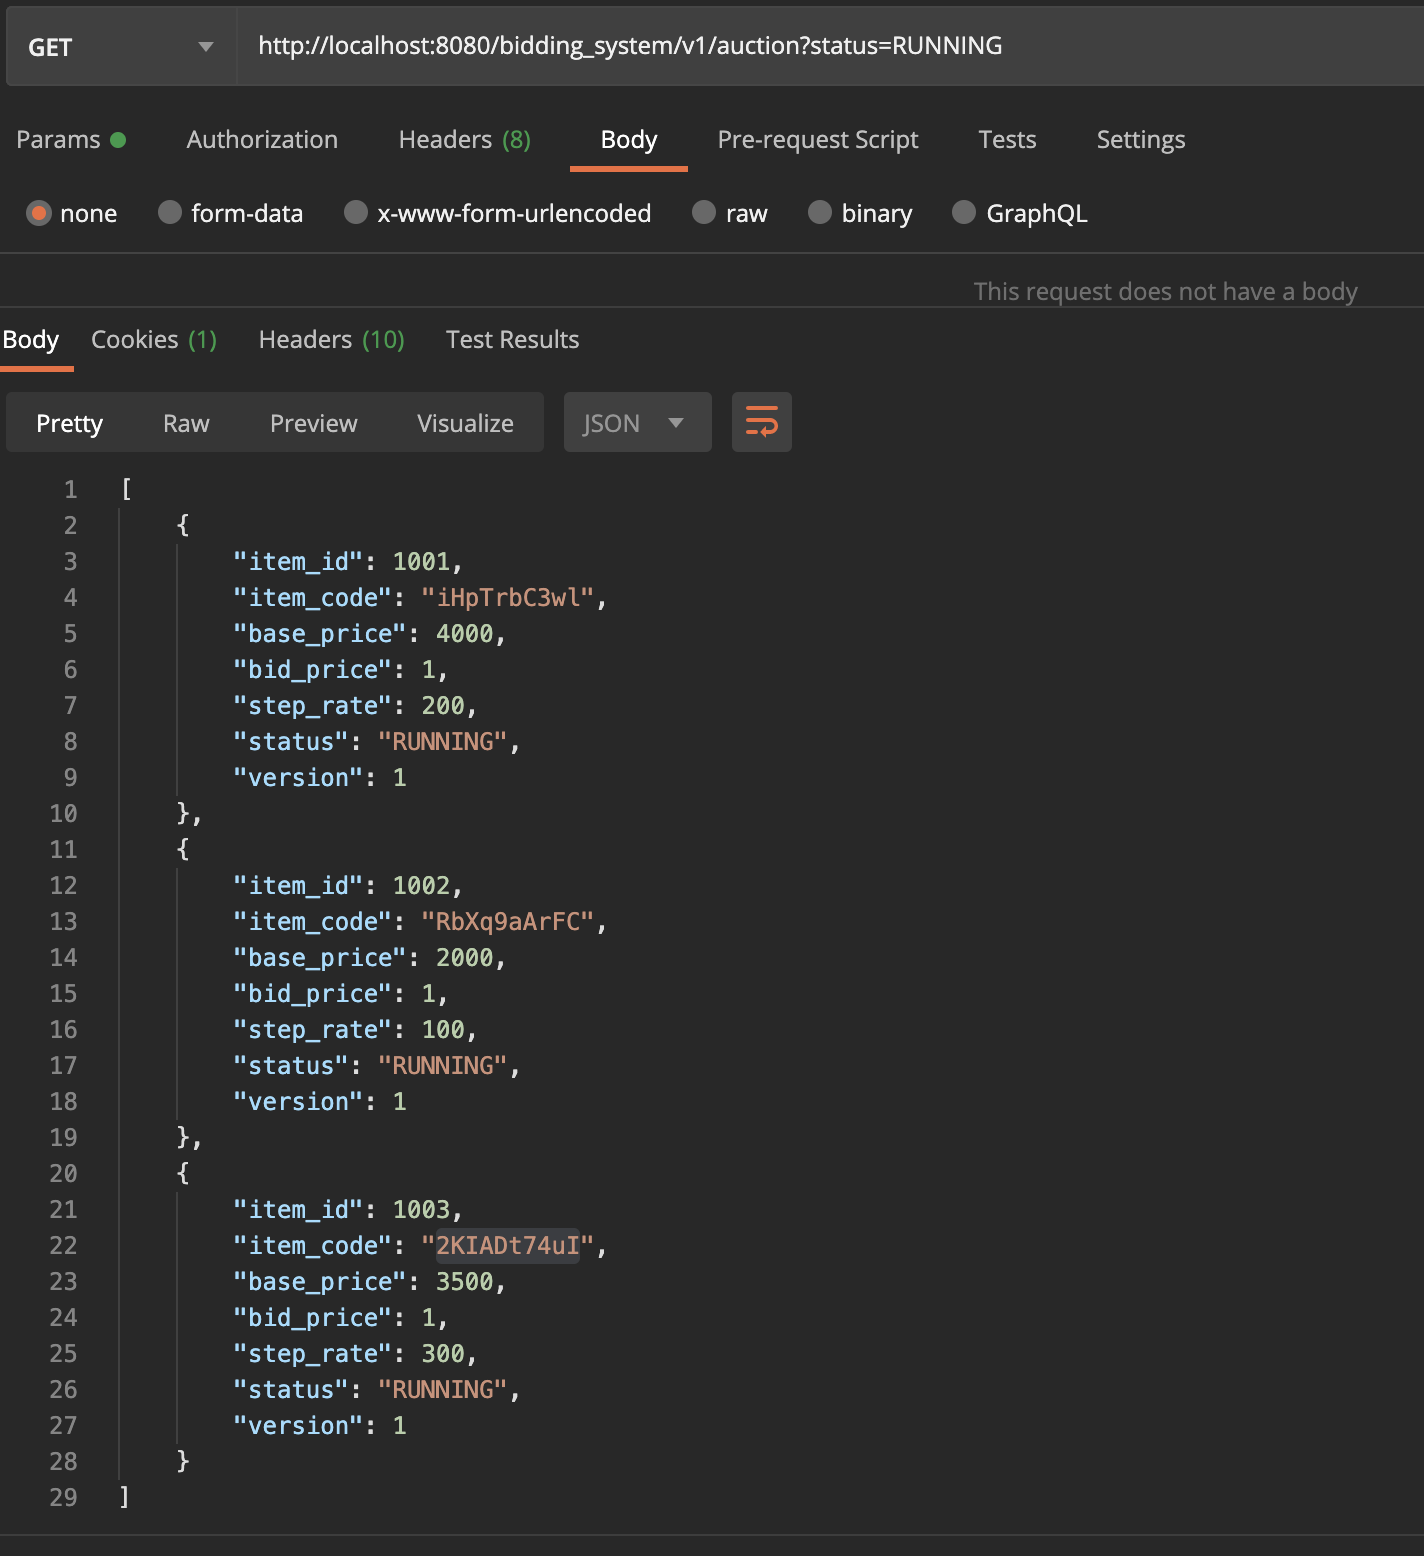 GET http://localhost:8080/bidding_system/v1/auction?status=RUNNING
Params Authorization Headers (8) Body Pre-request Script Tests Settings
none form-data x-www-form-urlencoded raw binary GraphQL
This request does not have a body
Body Cookies (1) Headers (10) Test Results
Pretty Raw Preview Visualize JSON
1 [
2 {
3 "item_id": 1001,
4 "item_code": "iHpTrbC3wl",
5 "base_price": 4000,
6 "bid_price": 1,
7 "step_rate": 200,
8 "status": "RUNNING",
9 "version": 1
10 },
11 {
12 "item_id": 1002,
13 "item_code": "RbXq9aArFC",
14 "base_price": 2000,
15 "bid_price": 1,
16 "step_rate": 100,
17 "status": "RUNNING",
18 "version": 1
19 },
20 {
21 "item_id": 1003,
22 "item_code": "2KIADt74uI",
23 "base_price": 3500,
24 "bid_price": 1,
25 "step_rate": 300,
26 "status": "RUNNING",
27 "version": 1
28 }
29 ]